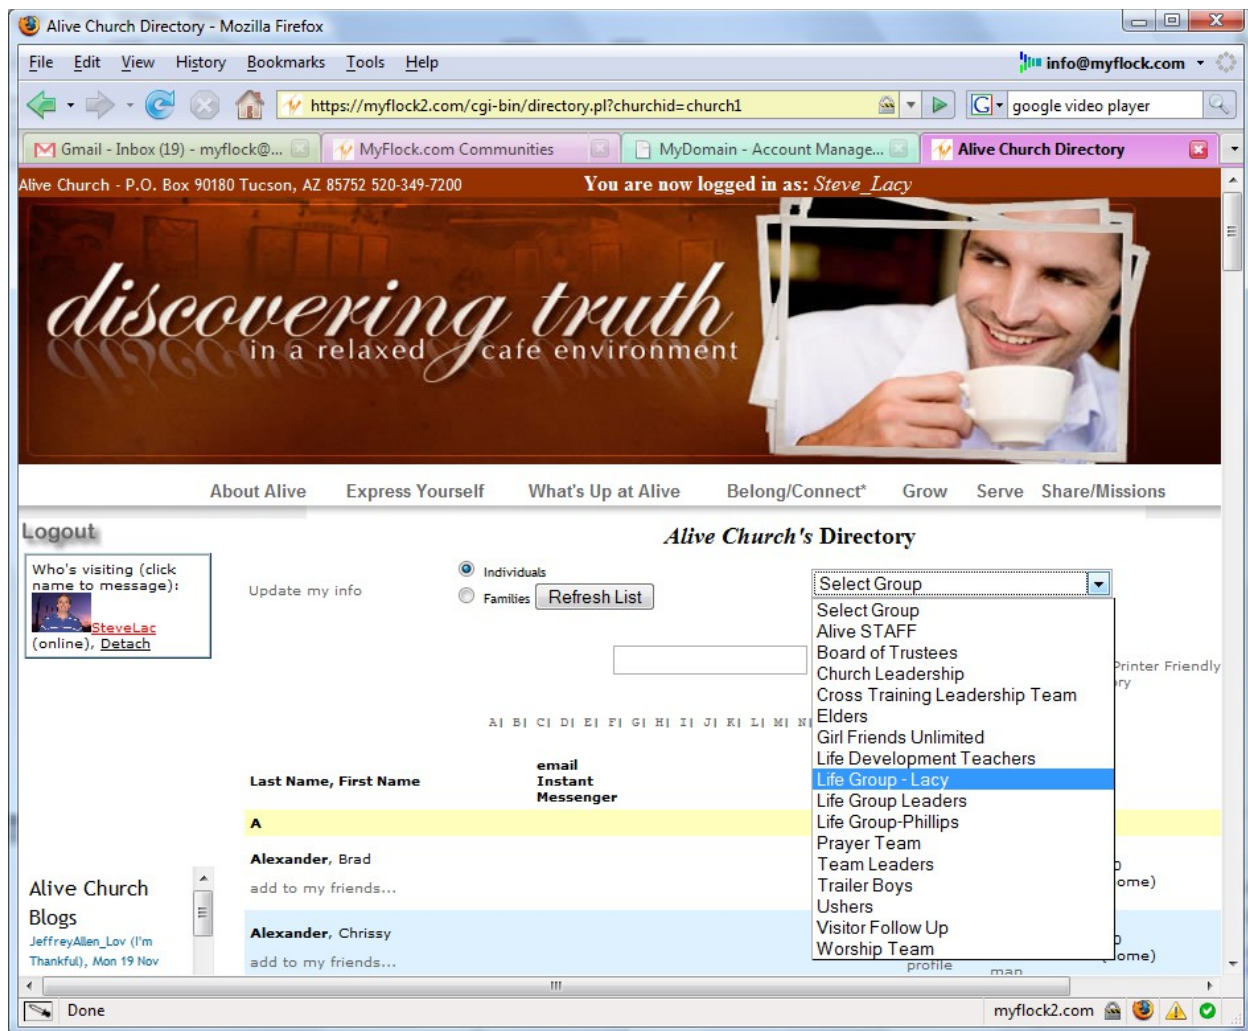 Alive Church Directory - Mozilla Firefox
File Edit View History Bookmarks Tools Help
info@myflock.com
https://myflock2.com/cgi-bin/directory.pl?churchid=church1
G
google video player
Gmail - Inbox (19) - myflock@...
MyFlock.com Communities
MyDomain - Account Manage...
Alive Church Directory
Alive Church - P.O. Box 90180 Tucson, AZ 85752 520-349-7200
You are now logged in as: Steve_Lacy
discovering truth
in a relaxed cafe environment
About Alive Express Yourself What's Up at Alive Belong/Connect* Grow Serve Share/Missions
Logout
Alive Church's Directory
Who's visiting (click
name to message):
SteveLac
(online), Detach
Update my info
Individuals
Families
Refresh List
Select Group
Select Group
Alive STAFF
Board of Trustees
Church Leadership
Cross Training Leadership Team
Elders
Girl Friends Unlimited
Life Development Teachers
Life Group - Lacy
Life Group Leaders
Life Group-Phillips
Prayer Team
Team Leaders
Trailer Boys
Ushers
Visitor Follow Up
Worship Team
Printer Friendly
A| B| C| D| E| F| G| H| I| J| K| L| M| N|
Last Name, First Name
email
Instant
Messenger
A
Alexander, Brad
add to my friends...
Alexander, Chrissy
add to my friends...
profile
map
Alive Church
Blogs
JeffreyAllen_Lov (I'm
Thankful), Mon 19 Nov
Done
myflock2.com